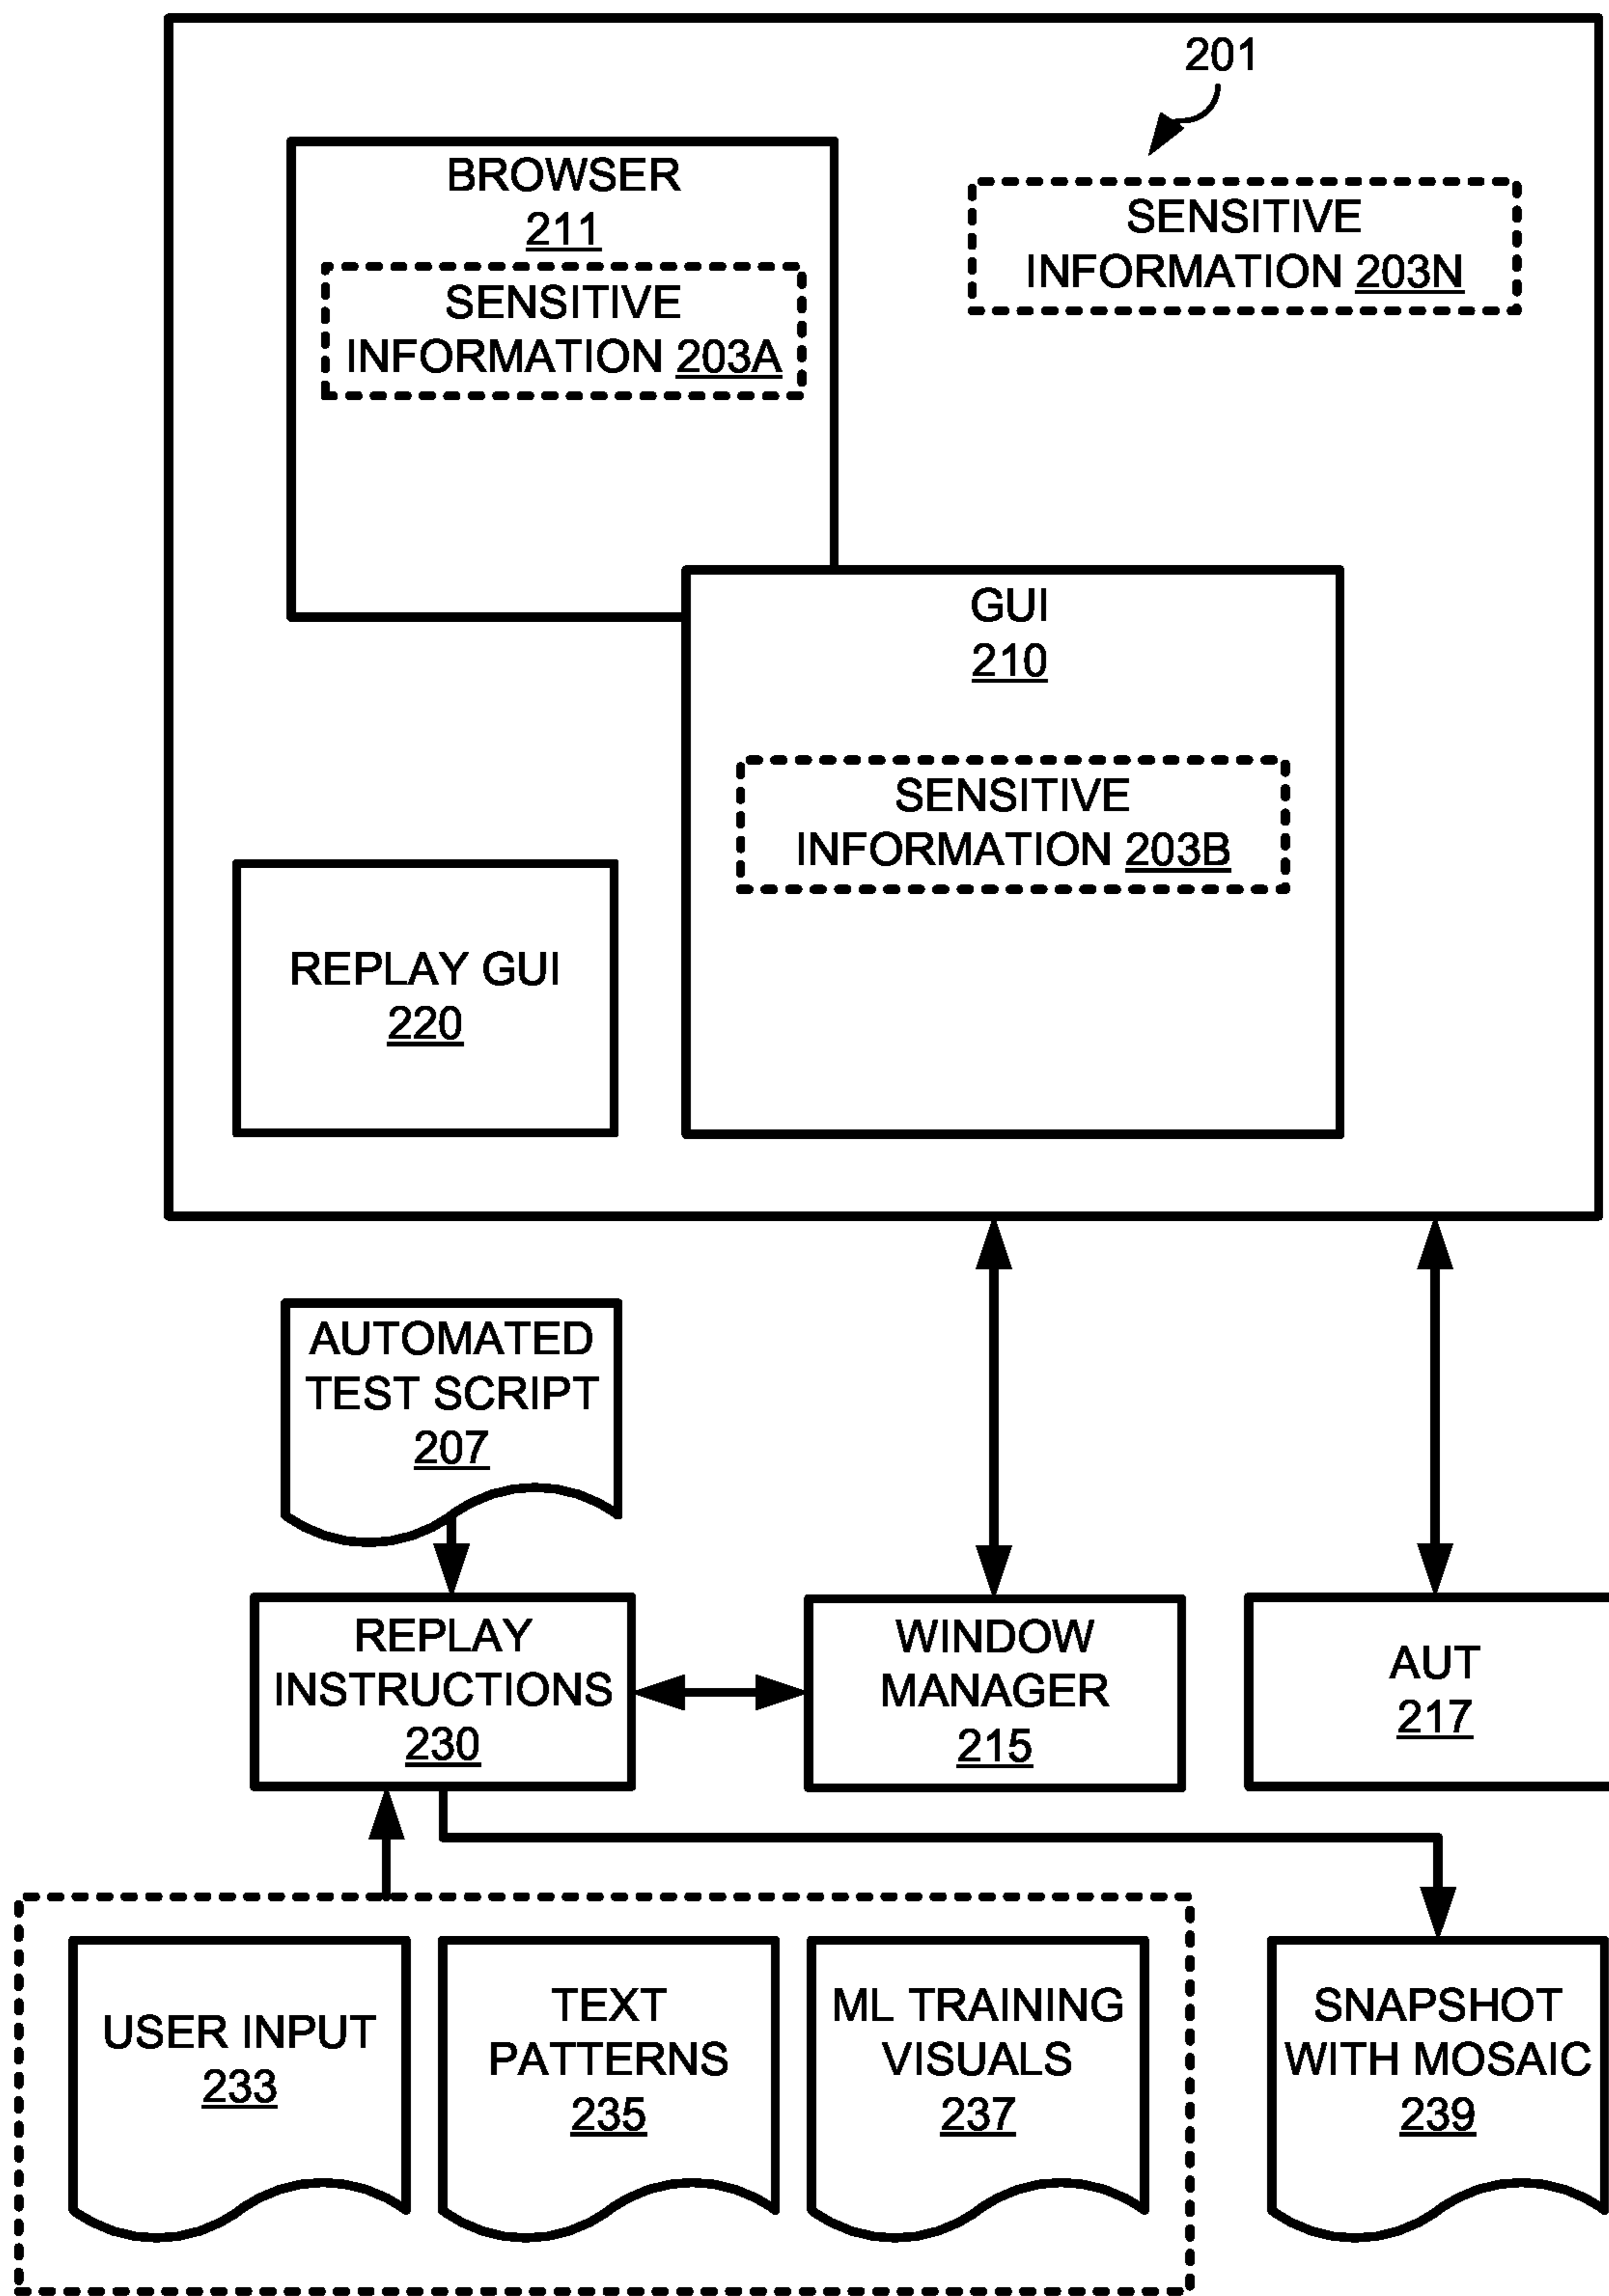 201
BROWSER
211
SENSITIVE
INFORMATION 203A
SENSITIVE
INFORMATION 203N
GUI
210
SENSITIVE
INFORMATION 203B
REPLAY GUI
220
AUTOMATED
TEST SCRIPT
207
REPLAY
INSTRUCTIONS
230
WINDOW
MANAGER
215
AUT
217
USER INPUT
233
TEXT
PATTERNS
235
ML TRAINING
VISUALS
237
SNAPSHOT
WITH MOSAIC
239